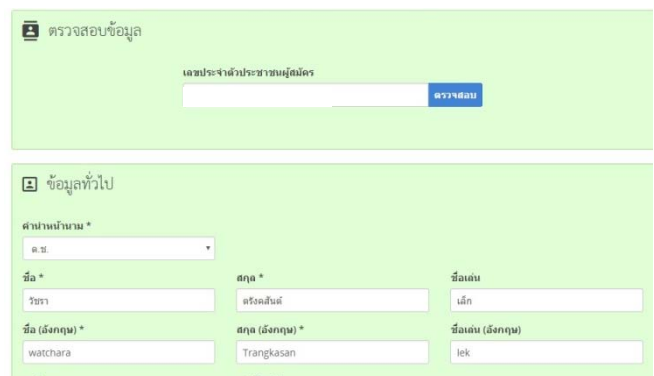 ตรวจสอบข้อมูล
เลขประจำตัวประชาชนผู้สมัคร
ตรวจสอบ
ข้อมูลทั่วไป
คำนำหน้านาม *
ด.ช.
ชื่อ * สกุล * ชื่อเล่น
วัชรา ตรังคสันต์ เล็ก
ชื่อ (อังกฤษ) * สกุล (อังกฤษ) * ชื่อเล่น (อังกฤษ)
watchara Trangkasan lek